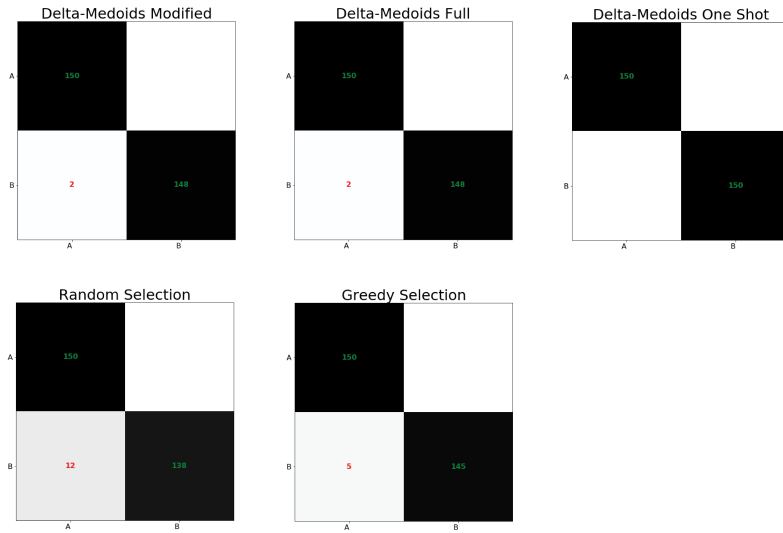 Delta-Medoids Modified
A
150
B
2
148
A
B
Delta-Medoids Full
A
150
B
2
148
A
B
Delta-Medoids One Shot
A
150
B
150
A
B
Random Selection
A
150
B
12
138
A
B
Greedy Selection
A
150
B
5
145
A
B